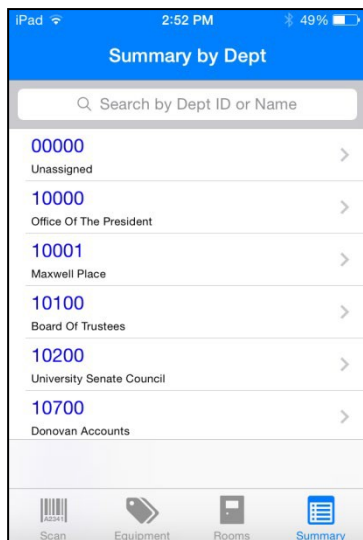 iPad 2:52 PM 49%
Summary by Dept
Search by Dept ID or Name
00000
Unassigned
10000
Office Of The President
10001
Maxwell Place
10100
Board Of Trustees
10200
University Senate Council
10700
Donovan Accounts
A2341
Scan Equipment Rooms Summary